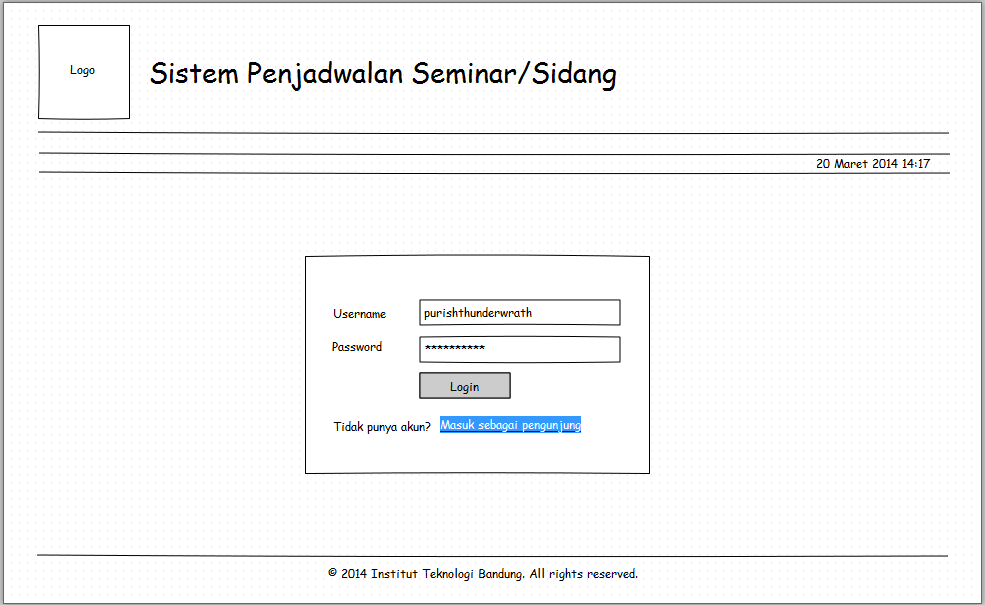 Logo
Sistem Penjadwalan Seminar/Sidang
20 Maret 2014 14:17
Username
purishthunderwrath
Password
**********
Login
Tidak punya akun? Masuk sebagai pengunjung
© 2014 Institut Teknologi Bandung. All rights reserved.